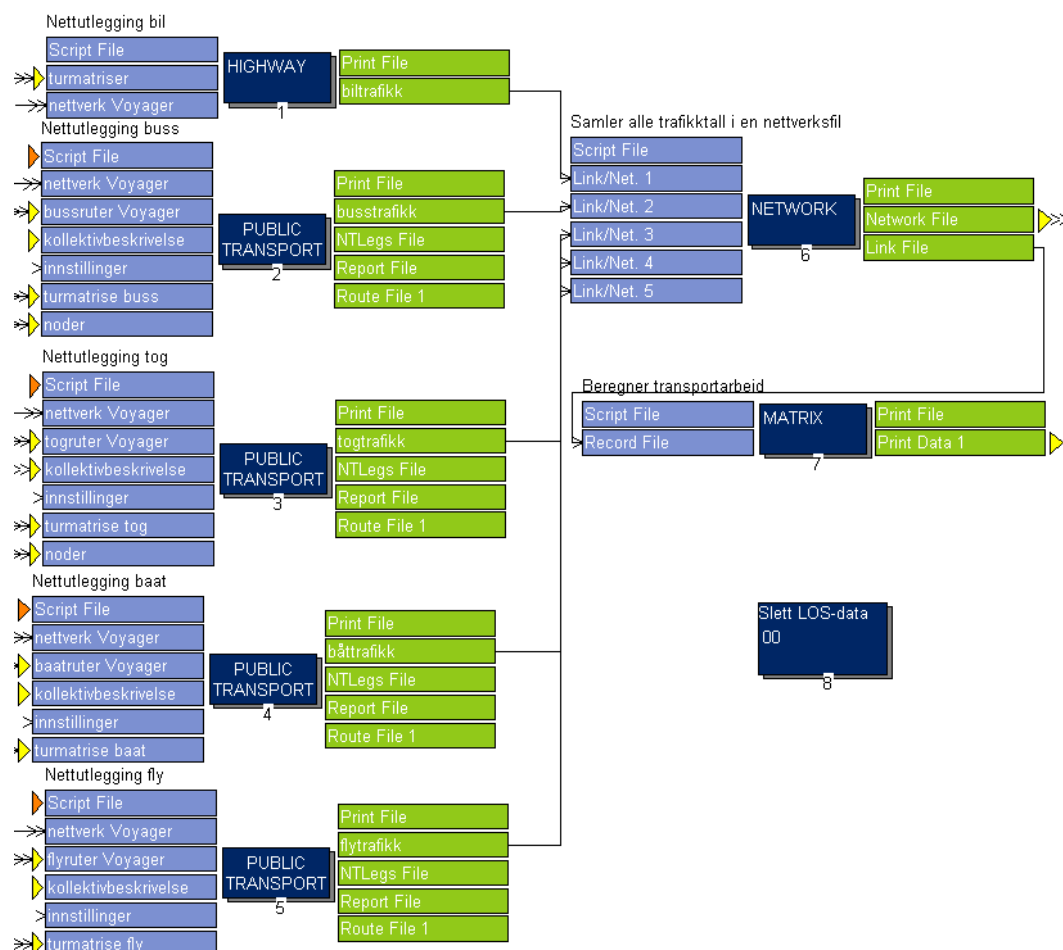 Nettutlegging bil
Script File
turmatriser
nettverk Voyager
HIGHWAY
1
Print File
biltrafikk
Nettutlegging buss
Script File
nettverk Voyager
bussruter Voyager
kollektivbeskrivelse
innstillinger
turmatrise buss
noder
PUBLIC
TRANSPORT
2
Print File
busstrafikk
NTLegs File
Report File
Route File 1
Nettutlegging tog
Script File
nettverk Voyager
togruter Voyager
kollektivbeskrivelse
innstillinger
turmatrise tog
noder
PUBLIC
TRANSPORT
3
Print File
togtrafikk
NTLegs File
Report File
Route File 1
Nettutlegging baat
Script File
nettverk Voyager
baatruter Voyager
kollektivbeskrivelse
innstillinger
turmatrise baat
PUBLIC
TRANSPORT
4
Print File
båttrafikk
NTLegs File
Report File
Route File 1
Nettutlegging fly
Script File
nettverk Voyager
flyruter Voyager
kollektivbeskrivelse
innstillinger
turmatrise fly
PUBLIC
TRANSPORT
5
Print File
flytrafikk
NTLegs File
Report File
Route File 1
Samler alle trafikktall i en nettverksfil
Script File
Link/Net. 1
Link/Net. 2
Link/Net. 3
Link/Net. 4
Link/Net. 5
NETWORK
6
Print File
Network File
Link File
Beregner transportarbeid
Script File
Record File
MATRIX
7
Print File
Print Data 1
Slett LOS-data
00
8